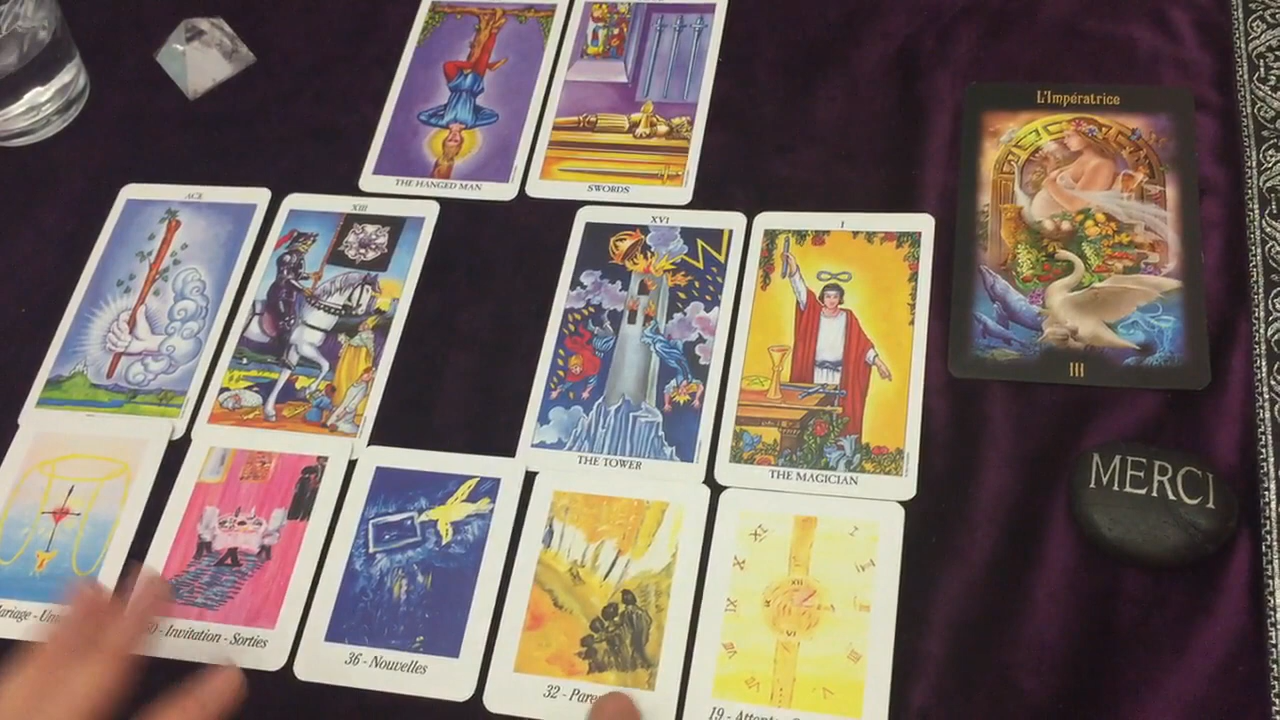 THE HANGED MAN
SWORDS
L'Impératrice
III
ACE
XIII
XVI
THE TOWER
I
THE MAGICIAN
MERCI
- Invitation - Sorties
36 - Nouvelles
32 -
19 -